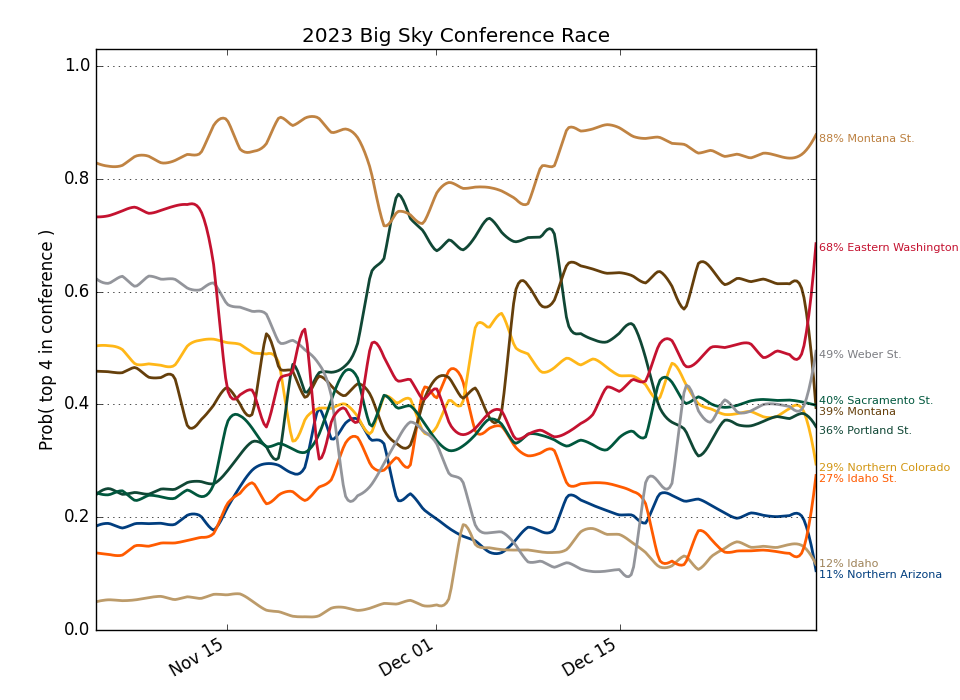 2023 Big Sky Conference Race
Prob( top 4 in conference )
1.0
0.8
0.6
0.4
0.2
0.0
Nov 15
Dec 01
Dec 15
88% Montana St.
68% Eastern Washington
49% Weber St.
40% Sacramento St.
39% Montana
36% Portland St.
29% Northern Colorado
27% Idaho St.
12% Idaho
11% Northern Arizona